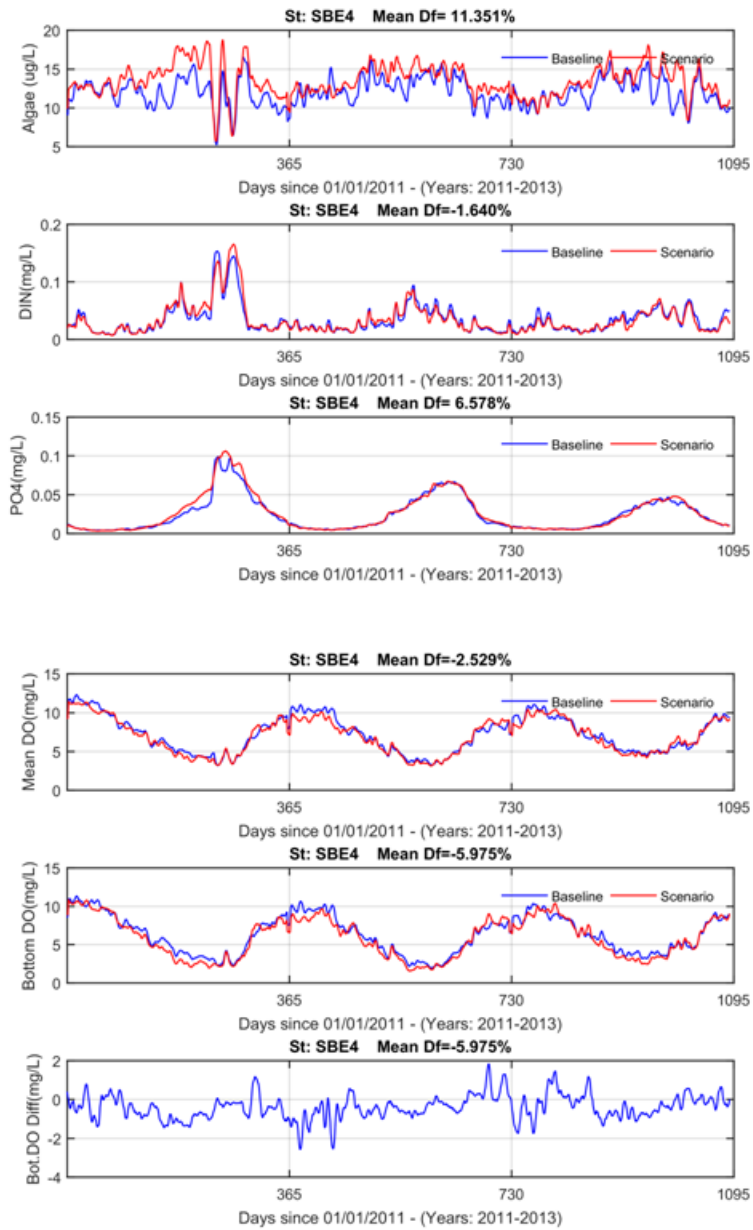 St: SBE4 Mean Df= 11.351%
20
15
10
5
Algae (ug/L)
Baseline
Scenario
365
730
1095
Days since 01/01/2011 - (Years: 2011-2013)
St: SBE4 Mean Df=-1.640%
0.2
0.1
0
DIN(mg/L)
Baseline
Scenario
365
730
1095
Days since 01/01/2011 - (Years: 2011-2013)
St: SBE4 Mean Df= 6.578%
0.15
0.1
0.05
0
PO4(mg/L)
Baseline
Scenario
365
730
1095
Days since 01/01/2011 - (Years: 2011-2013)
St: SBE4 Mean Df=-2.529%
15
10
5
0
Mean DO(mg/L)
Baseline
Scenario
365
730
1095
Days since 01/01/2011 - (Years: 2011-2013)
St: SBE4 Mean Df=-5.975%
15
10
5
0
Bottom DO(mg/L)
Baseline
Scenario
365
730
1095
Days since 01/01/2011 - (Years: 2011-2013)
St: SBE4 Mean Df=-5.975%
2
0
-2
-4
Bot.DO Diff(mg/L)
365
730
1095
Days since 01/01/2011 - (Years: 2011-2013)